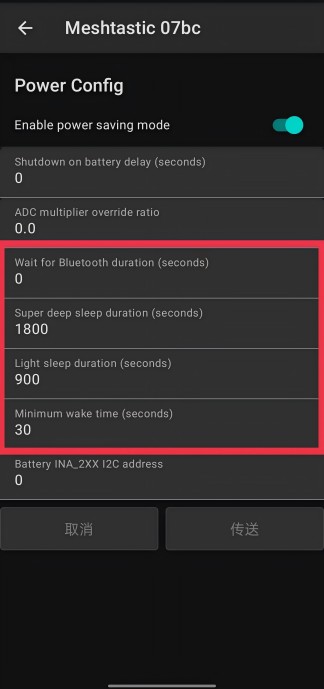 Meshtastic 07bc
Power Config
Enable power saving mode
Shutdown on battery delay (seconds)
0
ADC multiplier override ratio
0.0
Wait for Bluetooth duration (seconds)
0
Super deep sleep duration (seconds)
1800
Light sleep duration (seconds)
900
Minimum wake time (seconds)
30
Battery INA_2XX I2C address
0
取消
传送